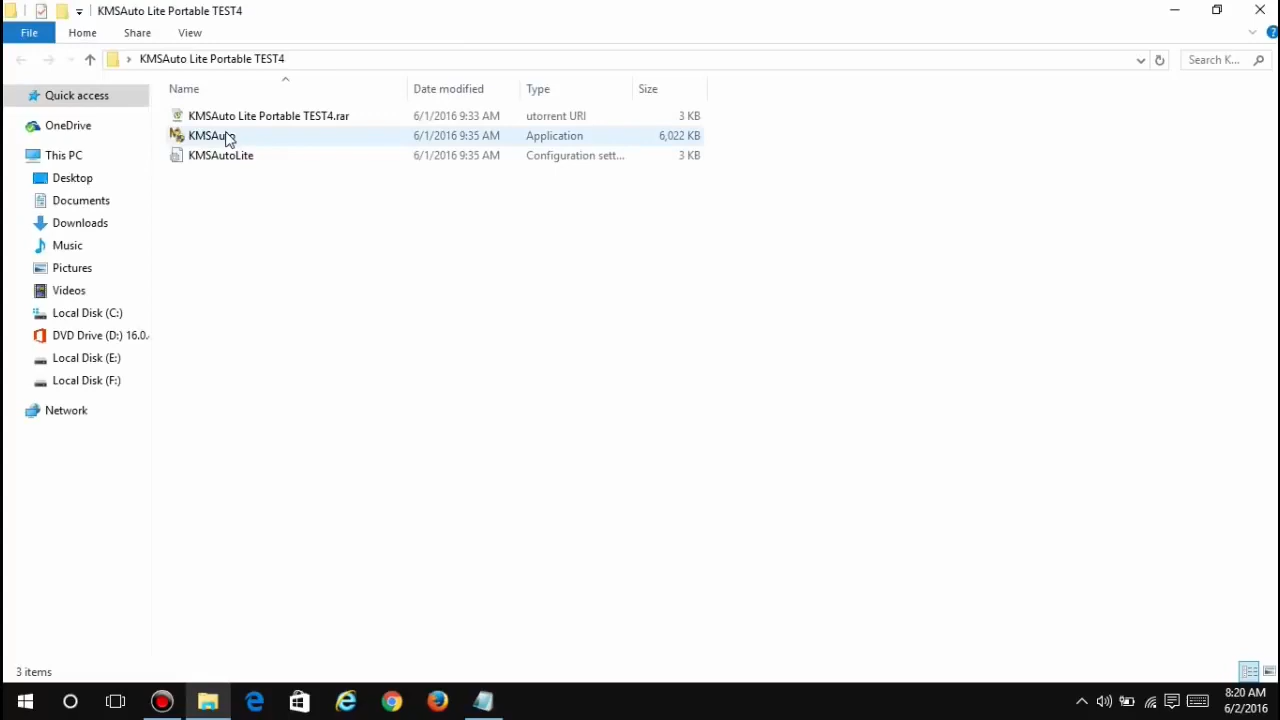 KMSAuto Lite Portable TEST4
File Home Share View
KMSAuto Lite Portable TEST4
Search K...
Name Date modified Type Size
Quick access
KMSAuto Lite Portable TEST4.rar 6/1/2016 9:33 AM utorrent URI 3 KB
KMSAuto 6/1/2016 9:35 AM Application 6,022 KB
KMSAutoLite 6/1/2016 9:35 AM Configuration sett... 3 KB
OneDrive
This PC
Desktop
Documents
Downloads
Music
Pictures
Videos
Local Disk (C:)
DVD Drive (D:) 16.0.
Local Disk (E:)
Local Disk (F:)
Network
3 items
8:20 AM
6/2/2016